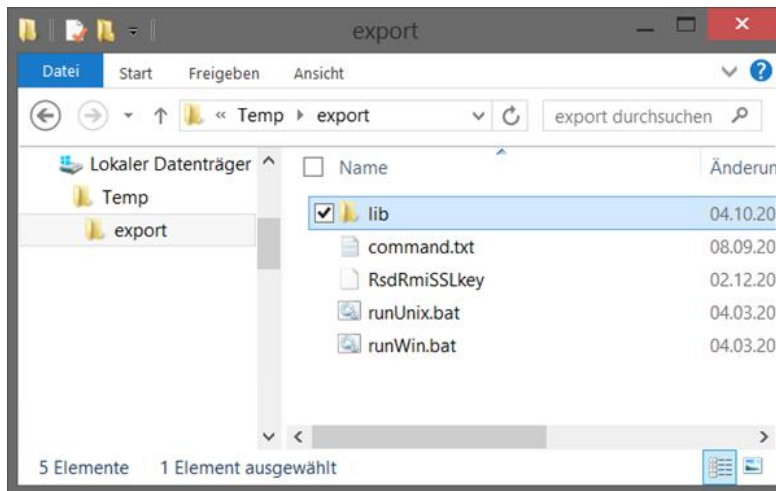 export
Datei Start Freigeben Ansicht
« Temp export export durchsuchen
Lokaler Datenträger
Temp
export
Name Änderun
lib 04.10.20
command.txt 08.09.20
RsdRmiSSLkey 02.12.20
runUnix.bat 04.03.20
runWin.bat 04.03.20
5 Elemente 1 Element ausgewählt